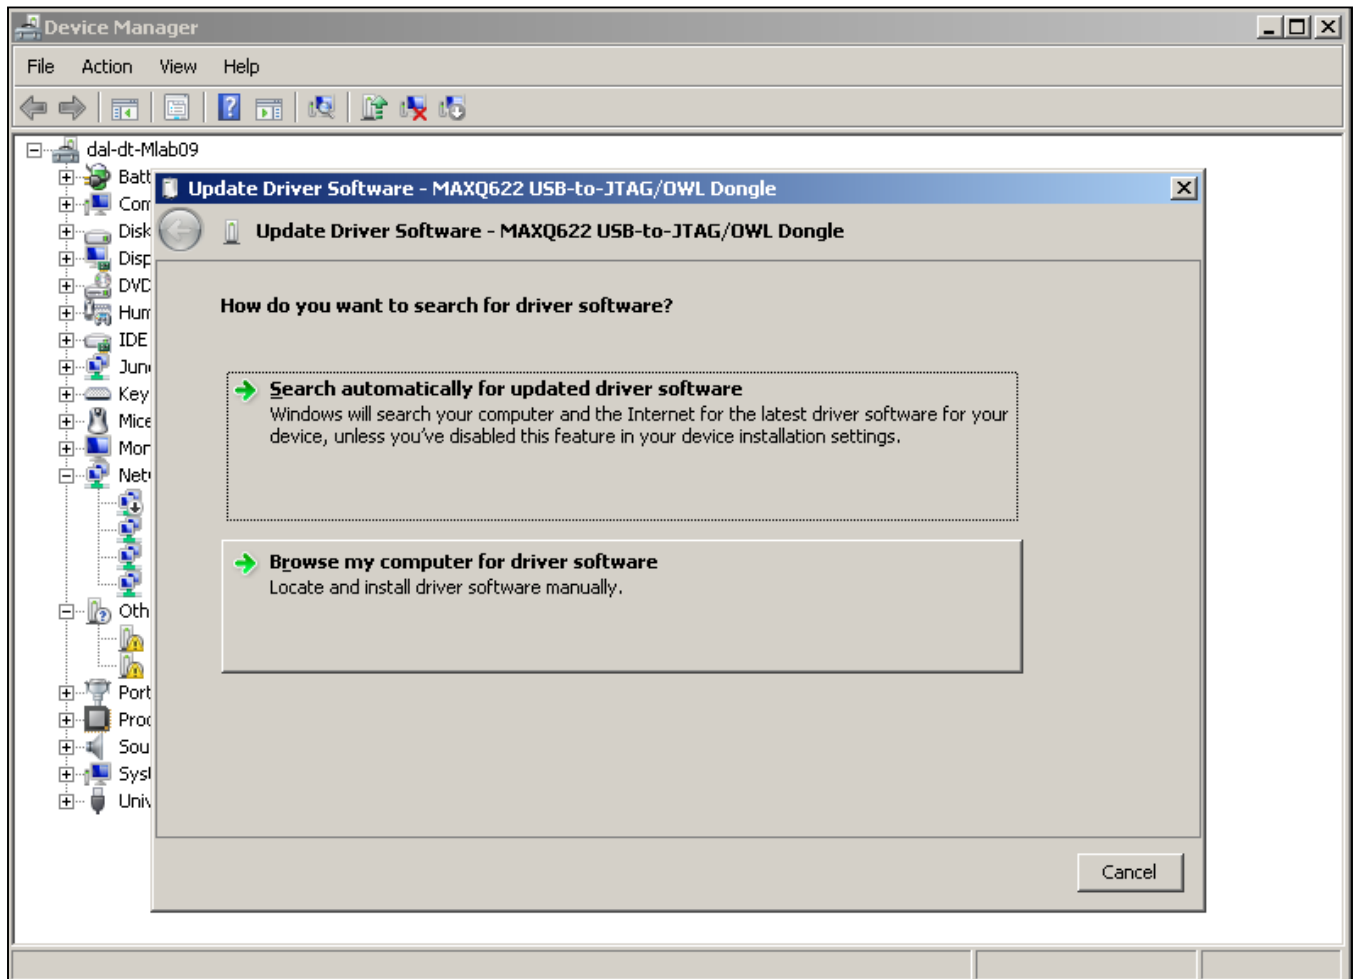 Device Manager
File Action View Help
dal-dt-Mlab09
Batt
Com
Disk
Disp
DVD
Hum
IDE
Jun
Key
Mice
Mon
Net
Oth
Port
Proc
Sou
Syst
Univ
Update Driver Software - MAXQ622 USB-to-JTAG/OWL Dongle
Update Driver Software - MAXQ622 USB-to-JTAG/OWL Dongle
How do you want to search for driver software?
Search automatically for updated driver software
Windows will search your computer and the Internet for the latest driver software for your
device, unless you've disabled this feature in your device installation settings.
Browse my computer for driver software
Locate and install driver software manually.
Cancel